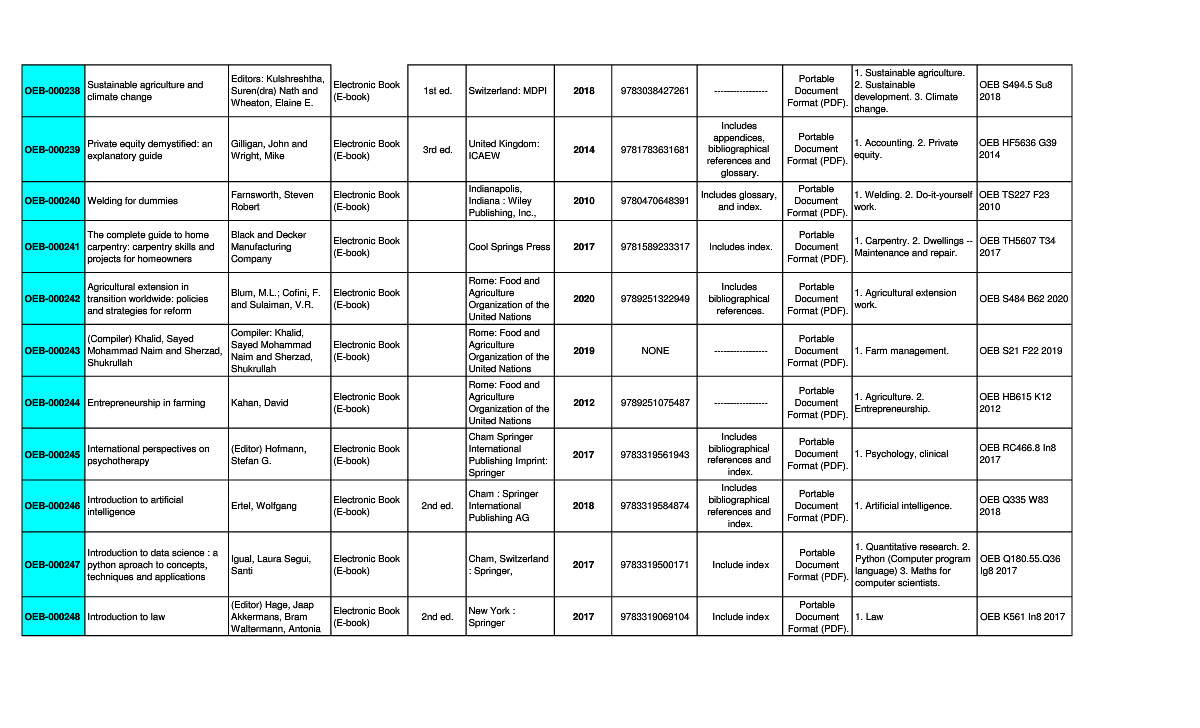 OEB-000238
Sustainable agriculture and
climate change
Editors: Kulshreshtha,
Suren(dra) Nath and
Wheaton, Elaine E.
Electronic Book
(E-book)
1st ed.
Switzerland: MDPI
2018
9783038427261
-----------------
Portable
Document
Format (PDF).
1. Sustainable agriculture.
2. Sustainable
development. 3. Climate
change.
OEB S494.5 Su8
2018
OEB-000239
Private equity demystified: an
explanatory guide
Gilligan, John and
Wright, Mike
Electronic Book
(E-book)
3rd ed.
United Kingdom:
ICAEW
2014
9781783631681
Includes
appendices,
bibliographical
references and
glossary.
Portable
Document
Format (PDF).
1. Accounting. 2. Private
equity.
OEB HF5636 G39
2014
OEB-000240
Welding for dummies
Farnsworth, Steven
Robert
Electronic Book
(E-book)
Indianapolis,
Indiana : Wiley
Publishing, Inc.,
2010
9780470648391
Includes glossary,
and index.
Portable
Document
Format (PDF).
1. Welding. 2. Do-it-yourself
work.
OEB TS227 F23
2010
OEB-000241
The complete guide to home
carpentry: carpentry skills and
projects for homeowners
Black and Decker
Manufacturing
Company
Electronic Book
(E-book)
Cool Springs Press
2017
9781589233317
Includes index.
Portable
Document
Format (PDF).
1. Carpentry. 2. Dwellings --
Maintenance and repair.
OEB TH5607 T34
2017
OEB-000242
Agricultural extension in
transition worldwide: policies
and strategies for reform
Blum, M.L.; Cofini, F.
and Sulaiman, V.R.
Electronic Book
(E-book)
Rome: Food and
Agriculture
Organization of the
United Nations
2020
9789251322949
Includes
bibliographical
references.
Portable
Document
Format (PDF).
1. Agricultural extension
work.
OEB S484 B62 2020
OEB-000243
(Compiler) Khalid, Sayed
Mohammad Naim and Sherzad,
Shukrullah
Compiler: Khalid,
Sayed Mohammad
Naim and Sherzad,
Shukrullah
Electronic Book
(E-book)
Rome: Food and
Agriculture
Organization of the
United Nations
2019
NONE
-----------------
Portable
Document
Format (PDF).
1. Farm management.
OEB S21 F22 2019
OEB-000244
Entrepreneurship in farming
Kahan, David
Electronic Book
(E-book)
Rome: Food and
Agriculture
Organization of the
United Nations
2012
9789251075487
-----------------
Portable
Document
Format (PDF).
1. Agriculture. 2.
Entrepreneurship.
OEB HB615 K12
2012
OEB-000245
International perspectives on
psychotherapy
(Editor) Hofmann,
Stefan G.
Electronic Book
(E-book)
Cham Springer
International
Publishing Imprint:
Springer
2017
9783319561943
Includes
bibliographical
references and
index.
Portable
Document
Format (PDF).
1. Psychology, clinical
OEB RC466.8 In8
2017
OEB-000246
Introduction to artificial
intelligence
Ertel, Wolfgang
Electronic Book
(E-book)
2nd ed.
Cham : Springer
International
Publishing AG
2018
9783319584874
Includes
bibliographical
references and
index.
Portable
Document
Format (PDF).
1. Artificial intelligence.
OEB Q335 W83
2018
OEB-000247
Introduction to data science : a
python aproach to concepts,
techniques and applications
Igual, Laura Segui,
Santi
Electronic Book
(E-book)
Cham, Switzerland
: Springer,
2017
9783319500171
Include index
Portable
Document
Format (PDF).
1. Quantitative research. 2.
Python (Computer program
language) 3. Maths for
computer scientists.
OEB Q180.55.Q36
Ig8 2017
OEB-000248
Introduction to law
(Editor) Hage, Jaap
Akkermans, Bram
Waltermann, Antonia
Electronic Book
(E-book)
2nd ed.
New York :
Springer
2017
9783319069104
Include index
Portable
Document
Format (PDF).
1. Law
OEB K561 In8 2017